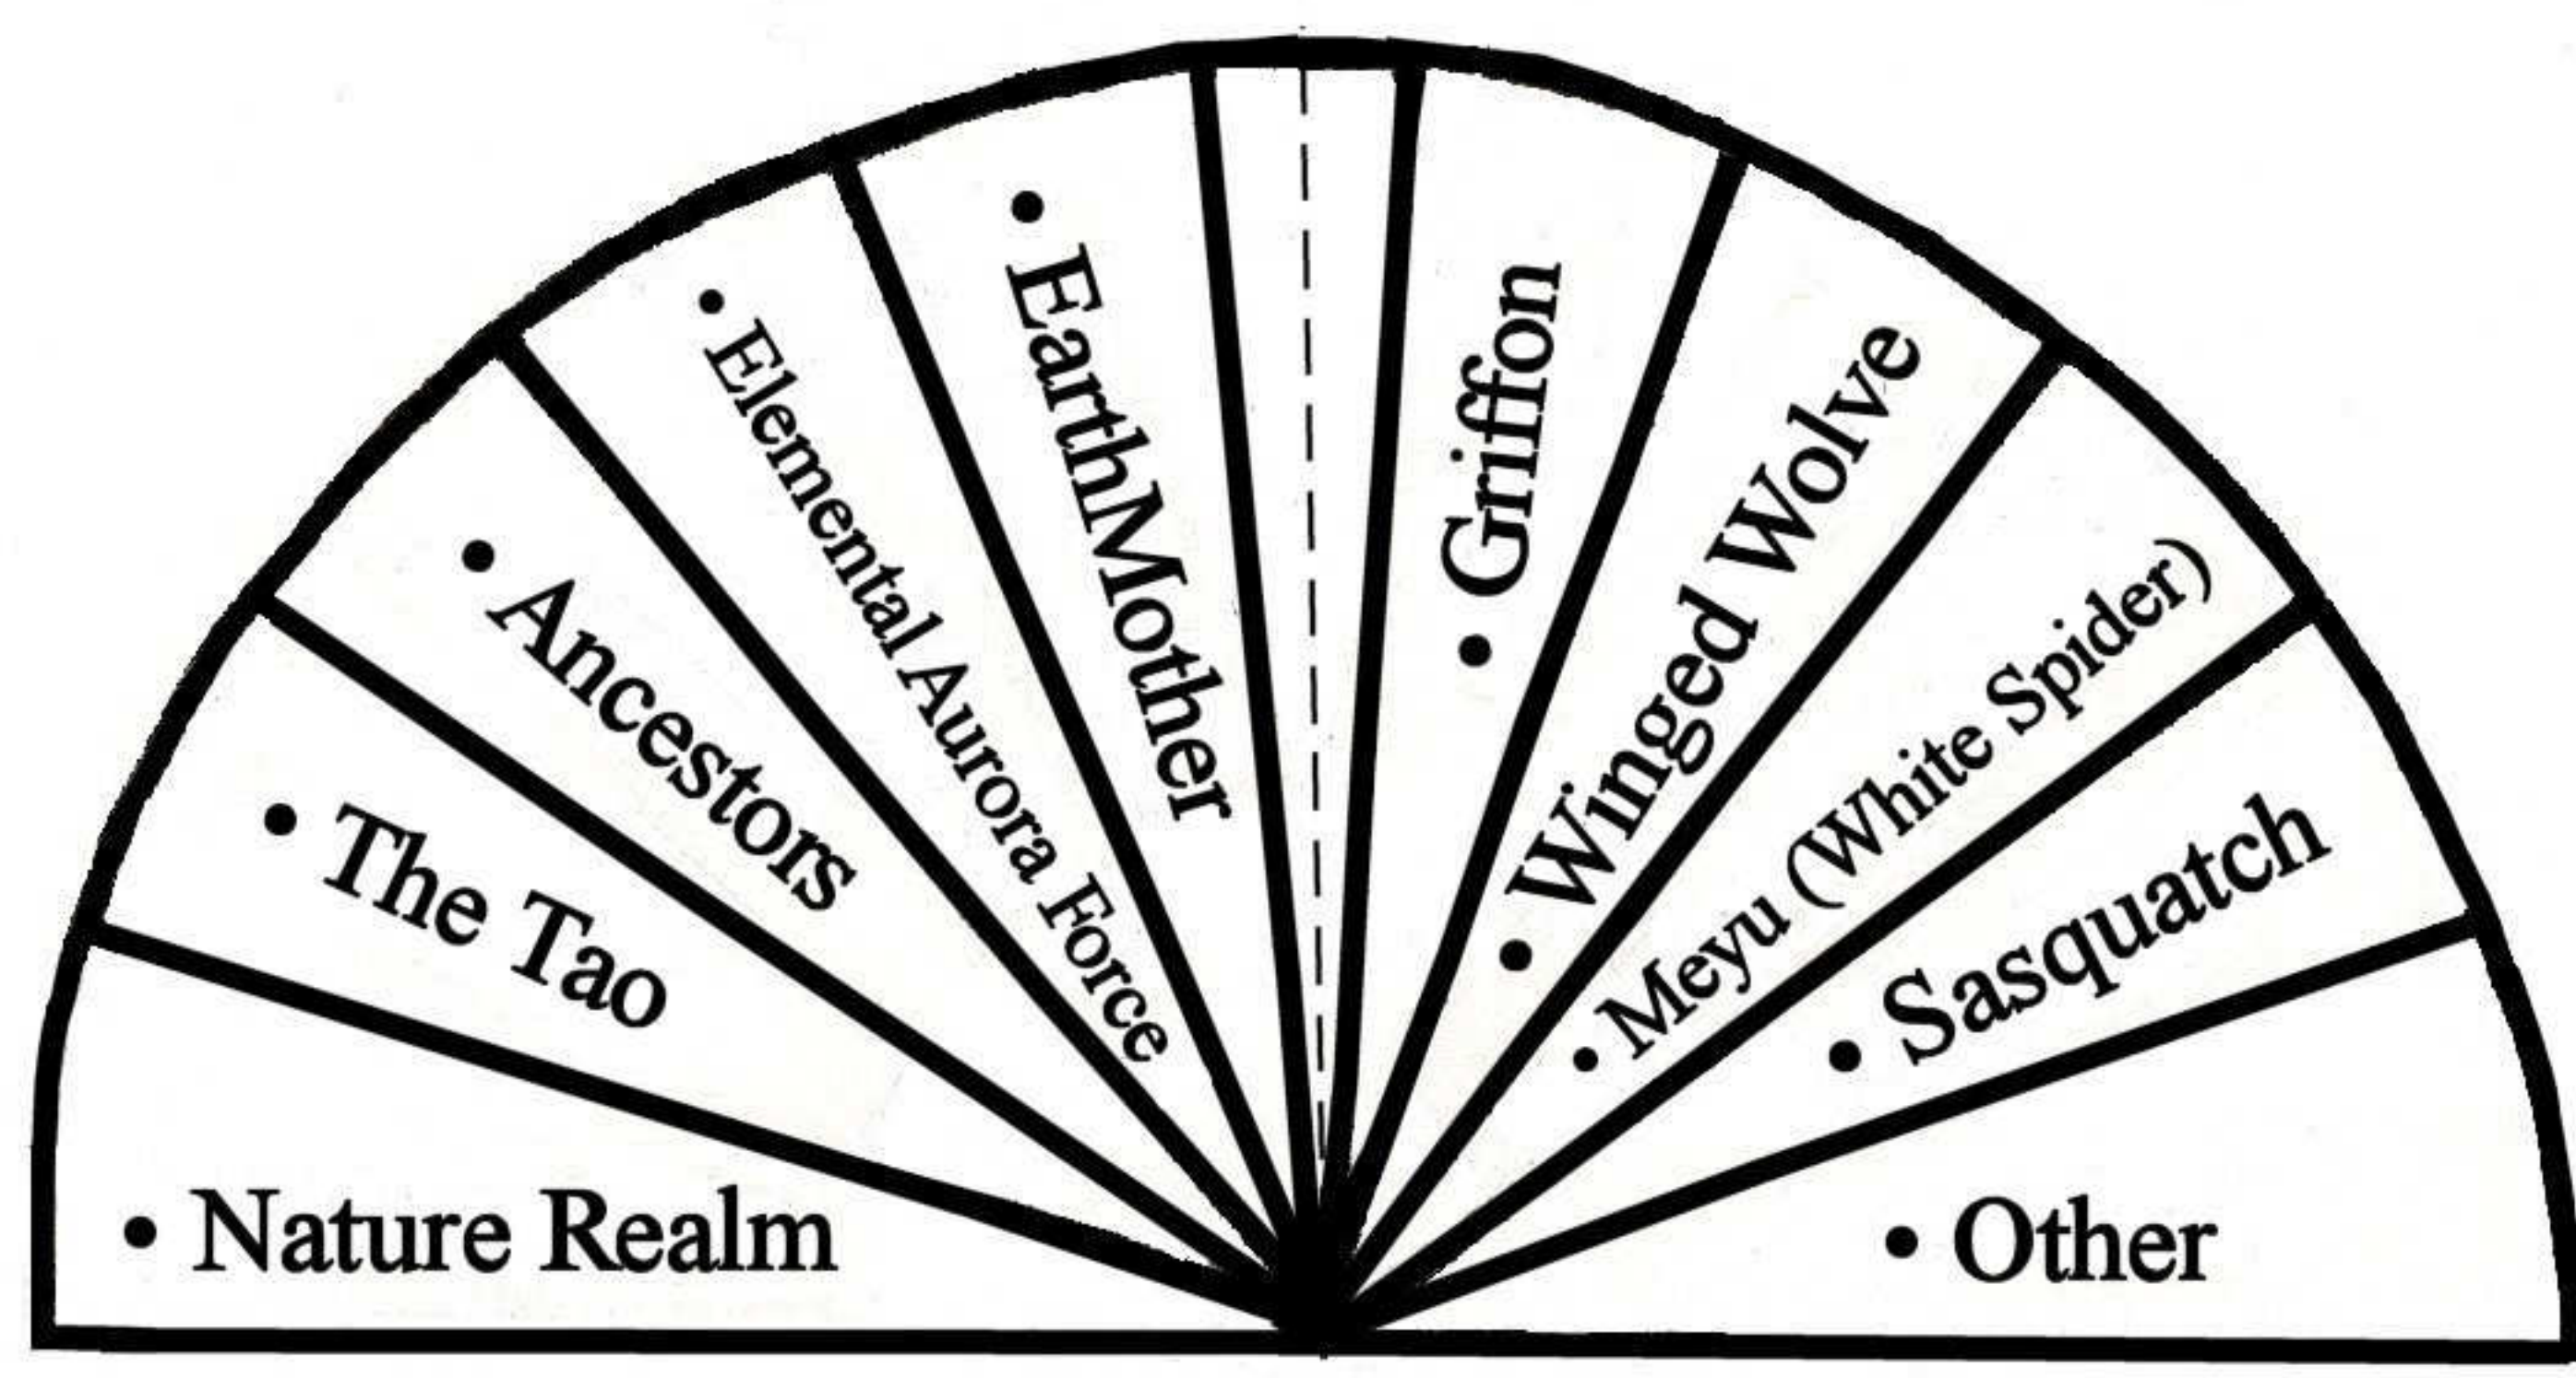 • Nature Realm
• The Tao
• Ancestors
• Elemental Aurora Force
• EarthMother
• Griffon
• Winged Wolve
• Meyu (White Spider)
• Sasquatch
• Other